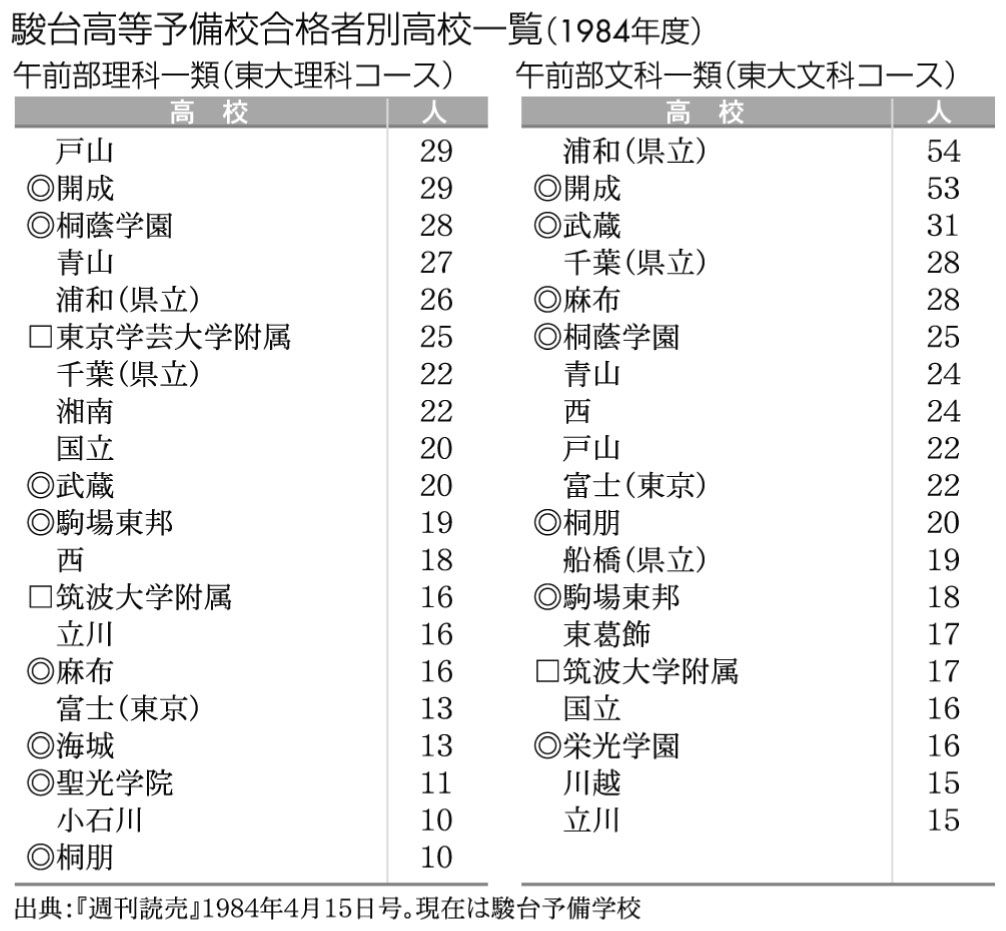 駿台高等予備校合格者別高校一覧(1984年度)
午前部理科一類(東大理科コース)
高 校 人
戸山 29
◎開成 29
◎桐蔭学園 28
青山 27
浦和(県立) 26
□東京学芸大学附属 25
千葉(県立) 22
湘南 22
国立 20
◎武蔵 20
◎駒場東邦 19
西 18
□筑波大学附属 16
立川 16
◎麻布 16
富士(東京) 13
◎海城 13
◎聖光学院 11
小石川 10
◎桐朋 10
午前部文科一類(東大文科コース)
高 校 人
浦和(県立) 54
◎開成 53
◎武蔵 31
千葉(県立) 28
◎麻布 28
◎桐蔭学園 25
青山 24
西 24
戸山 22
富士(東京) 22
◎桐朋 20
船橋(県立) 19
◎駒場東邦 18
東葛飾 17
□筑波大学附属 17
国立 16
◎栄光学園 16
川越 15
立川 15
出典:『週刊読売』1984年4月15日号。現在は駿台予備学校